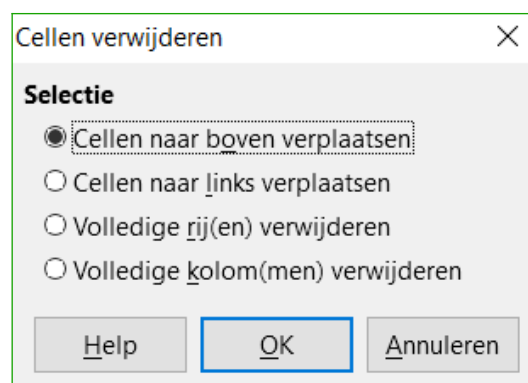 Cellen verwijderen
Selectie
Cellen naar boven verplaatsen
Cellen naar links verplaatsen
Volledige rij(en) verwijderen
Volledige kolom(men) verwijderen
Help OK Annuleren